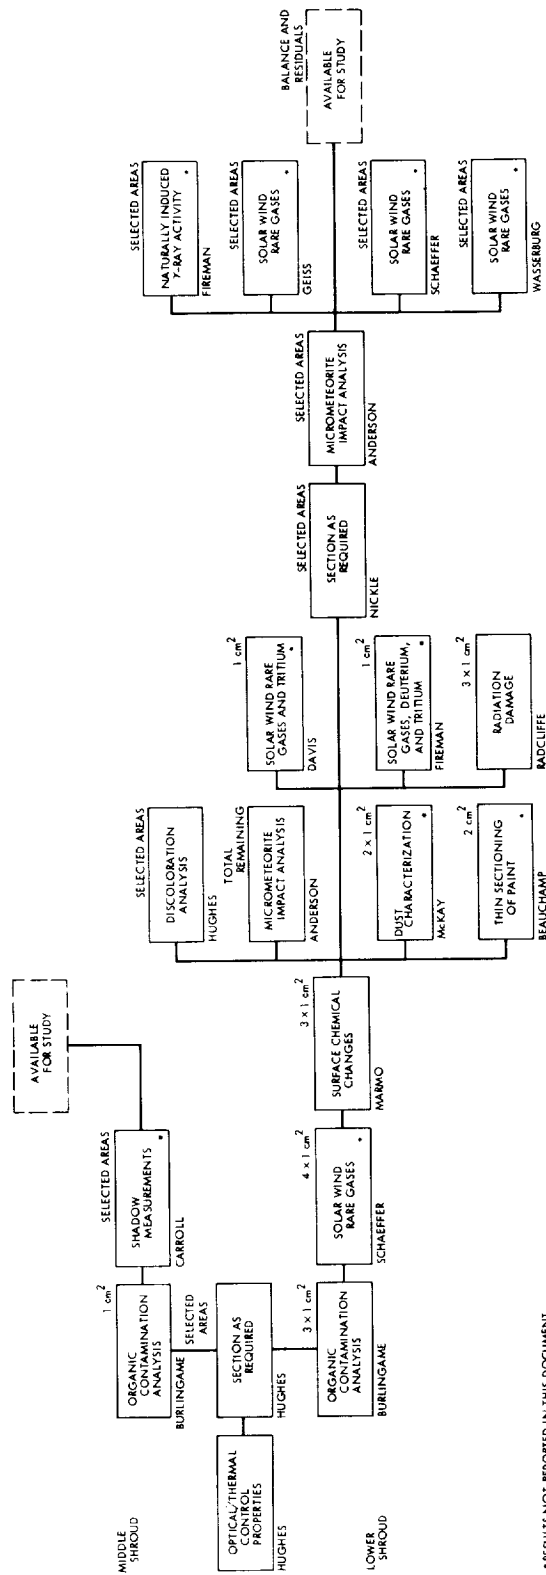 MIDDLE
SHROUD
OPTICAL/THERMAL
CONTROL
PROPERTIES
HUGHES
LOWER
SHROUD
1 cm²
ORGANIC
CONTAMINATION
ANALYSIS
BURLINGAME
SELECTED
AREAS
SECTION AS
REQUIRED
HUGHES
3 x 1 cm²
ORGANIC
CONTAMINATION
ANALYSIS
BURLINGAME
SELECTED AREAS
SHADOW
MEASUREMENTS
*
CARROLL
AVAILABLE
FOR STUDY
4 x 1 cm²
SOLAR WIND
RARE GASES
*
SCHAEFFER
3 x 1 cm²
SURFACE CHEMICAL
CHANGES
MARMO
SELECTED AREAS
DISCOLORATION
ANALYSIS
HUGHES
TOTAL
REMAINING
MICROMETEORITE
IMPACT ANALYSIS
ANDERSON
2 x 1 cm²
DUST
CHARACTERIZATION
*
McKAY
2 cm²
THIN SECTIONING
OF PAINT
*
BEAUCHAMP
1 cm²
SOLAR WIND RARE
GASES AND TRITIUM
*
DAVIS
1 cm²
SOLAR WIND RARE
GASES, DEUTERIUM,
AND TRITIUM
*
FIREMAN
3 x 1 cm²
RADIATION
DAMAGE
RADCLIFFE
SELECTED AREAS
SECTION AS
REQUIRED
NICKLE
SELECTED AREAS
MICROMETEORITE
IMPACT ANALYSIS
ANDERSON
SELECTED AREAS
NATURALLY INDUCED
γ-RAY ACTIVITY
*
FIREMAN
SELECTED AREAS
SOLAR WIND
RARE GASES
*
GEISS
SELECTED AREAS
SOLAR WIND
RARE GASES
*
SCHAEFFER
SELECTED AREAS
SOLAR WIND
RARE GASES
*
WASSERBURG
BALANCE AND
RESIDUALS
AVAILABLE
FOR STUDY
*RESULTS NOT REPORTED IN THIS DOCUMENT